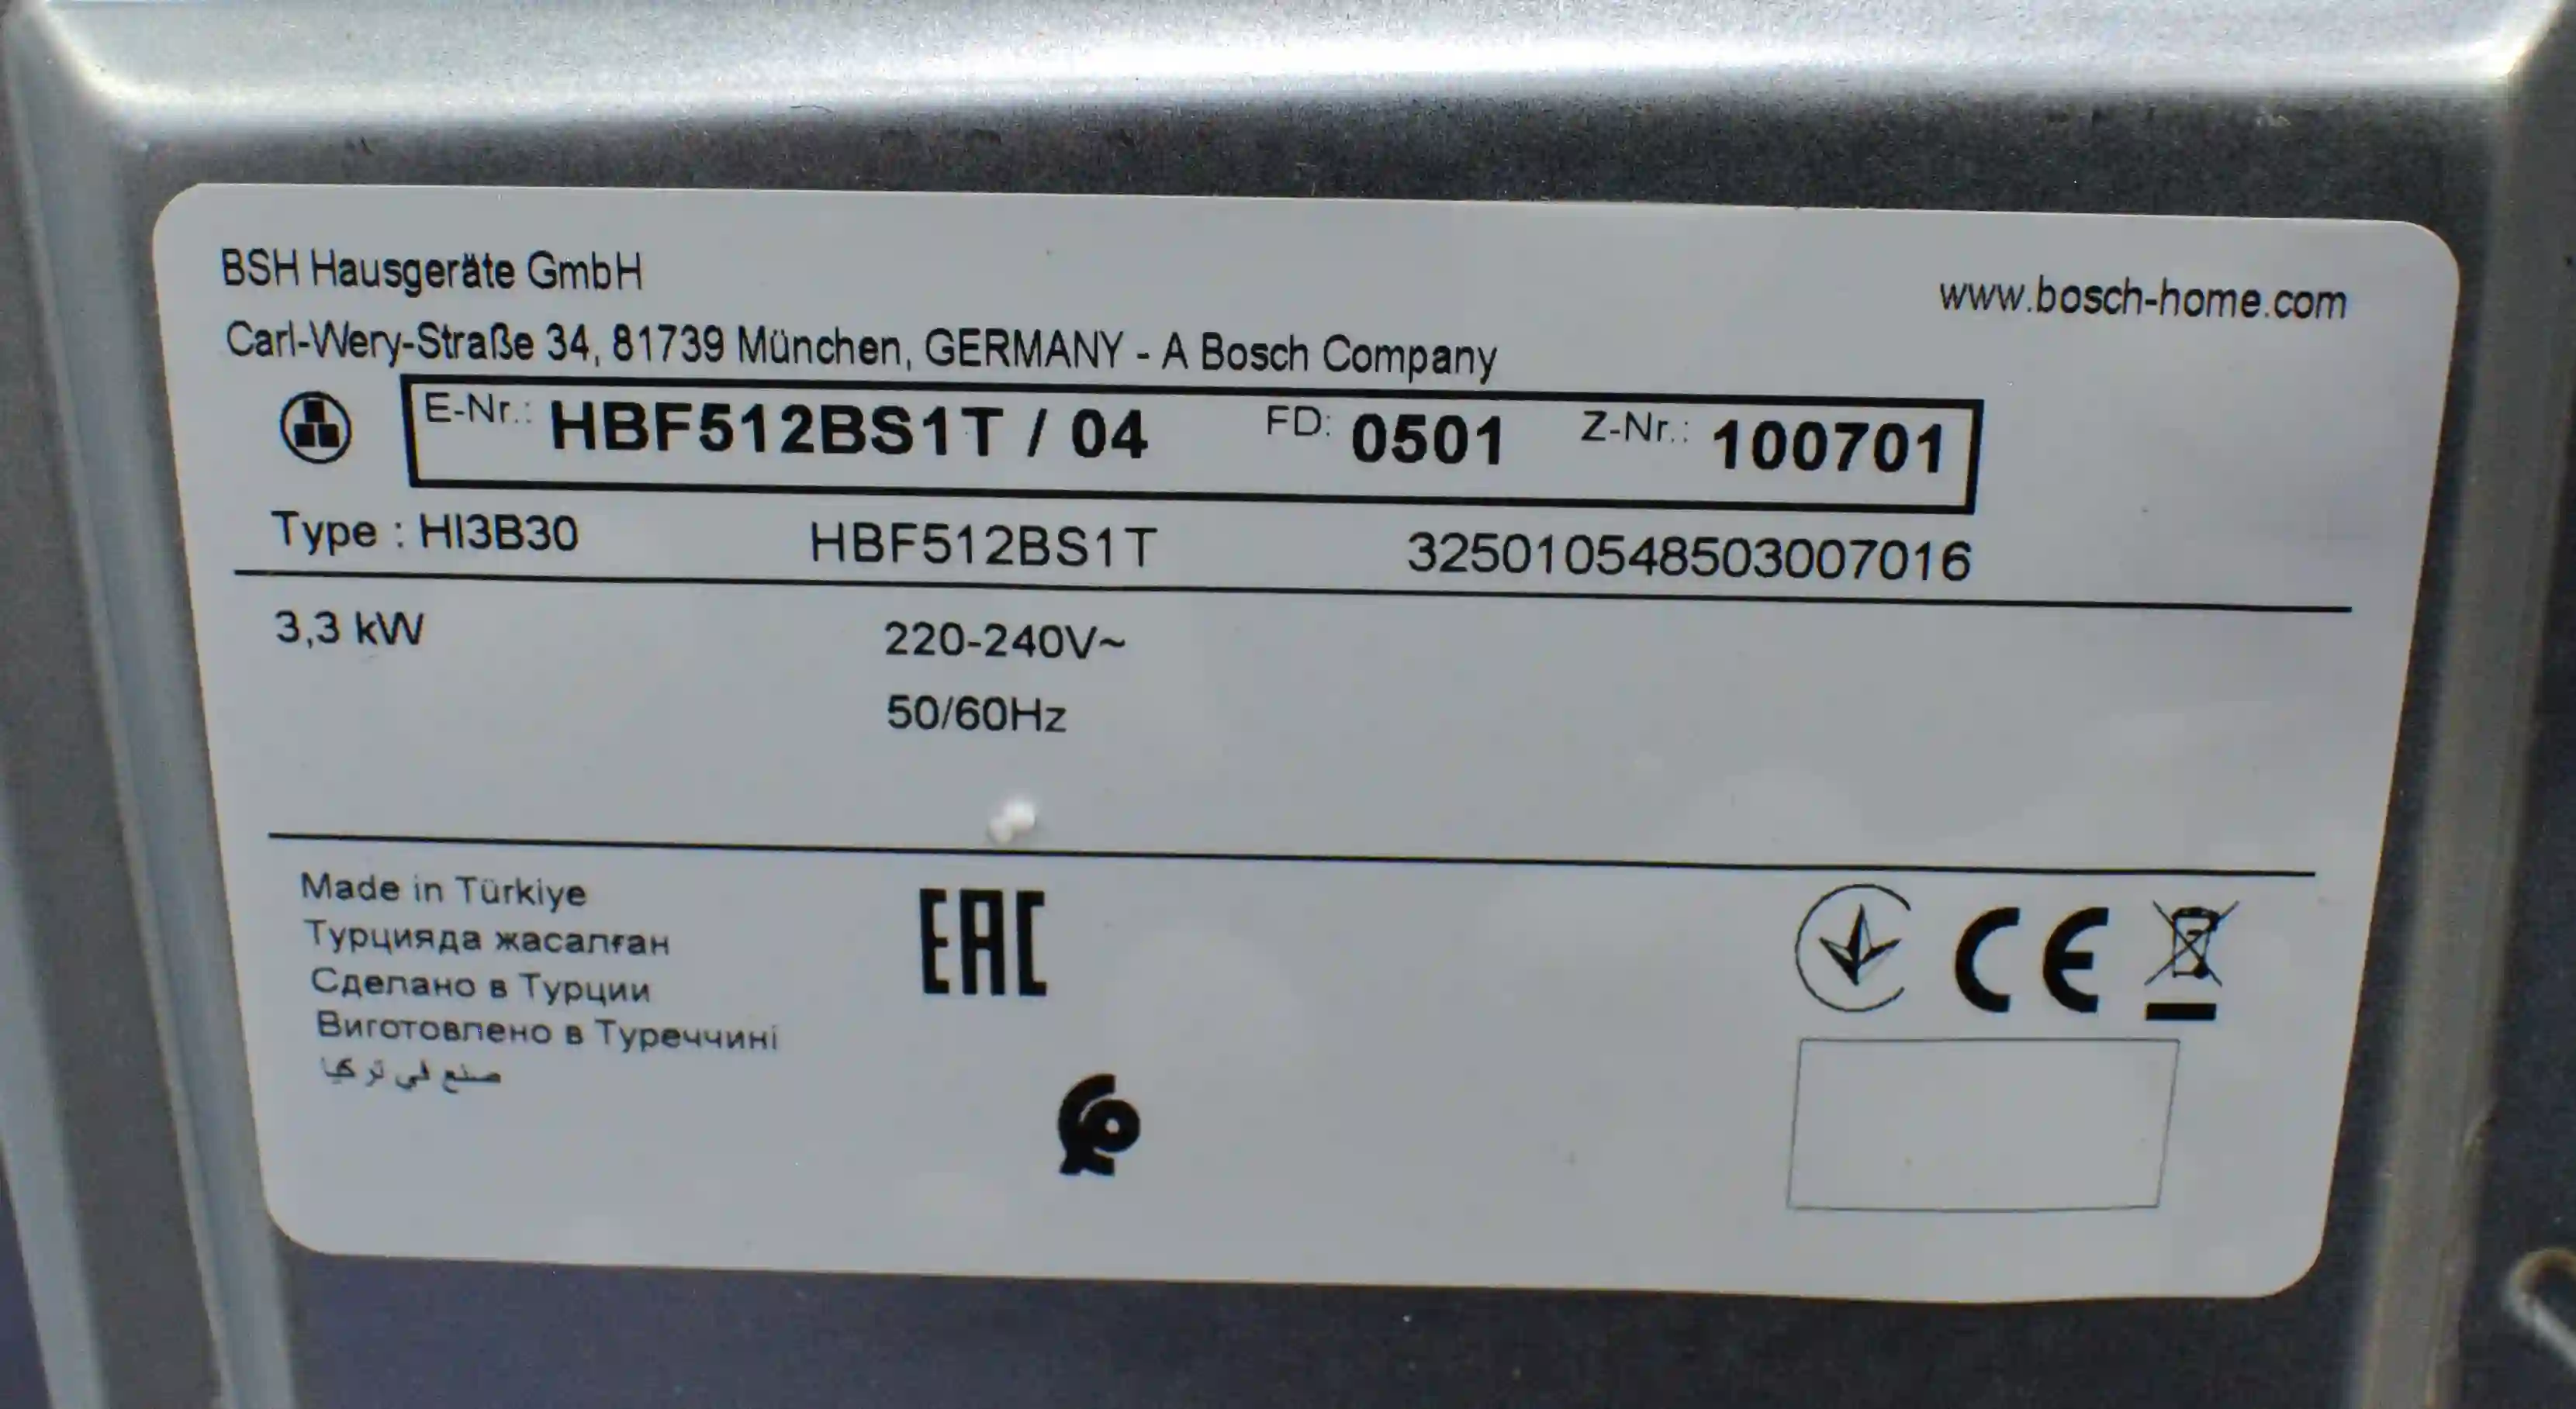 BSH Hausgeräte GmbH
www.bosch-home.com
Carl-Wery-Straße 34, 81739 München, GERMANY - A Bosch Company
E-Nr.: HBF512BS1T / 04 FD: 0501 Z-Nr.: 100701
Type : HI3B30 HBF512BS1T 325010548503007016
3,3 kW 220-240V~
50/60Hz
Made in Türkiye
Турцияда жасалған
Сделано в Турции
Виготовлено в Туреччині
صنع في تركيا
EAC
CE